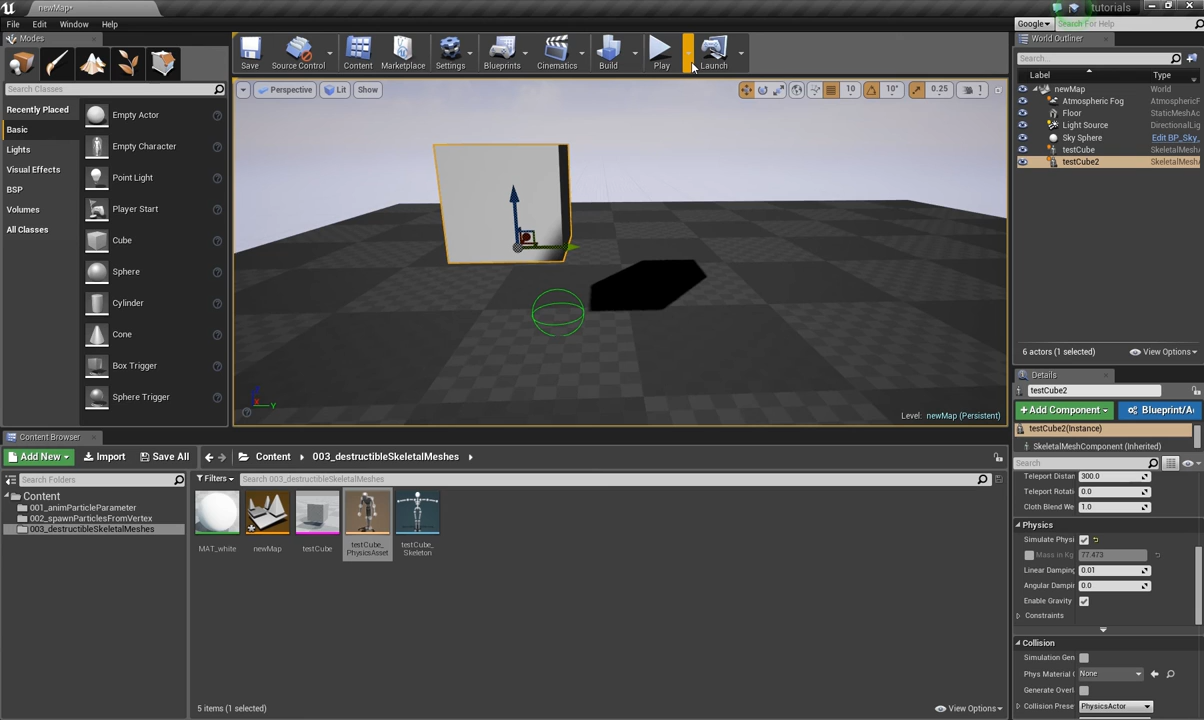 newMap*
tutorials
File Edit Window Help
Google
Search For Help
Modes
Search Classes
Recently Placed
Basic
Lights
Visual Effects
BSP
Volumes
All Classes
Empty Actor
Empty Character
Point Light
Player Start
Cube
Sphere
Cylinder
Cone
Box Trigger
Sphere Trigger
Save
Source Control
Content
Marketplace
Settings
Blueprints
Cinematics
Build
Play
Launch
Perspective
Lit
Show
10
10°
0.25
1
Y
Level: newMap (Persistent)
World Outliner
Search...
Label Type
newMap World
Atmospheric Fog AtmosphericF
Floor StaticMeshAc
Light Source DirectionalLig
Sky Sphere Edit BP_Sky_
testCube SkeletalMeshA
testCube2 SkeletalMeshA
6 actors (1 selected)
View Options
Details
testCube2
Add Component
Blueprint/A
testCube2(Instance)
SkeletalMeshComponent (Inherited)
Search
Teleport Distan 300.0
Teleport Rotati 0.0
Cloth Blend We 1.0
Physics
Simulate Physi
Mass in Kg 77.473
Linear Damping 0.01
Angular Dampin 0.0
Enable Gravity
Constraints
Collision
Simulation Gen
Phys Material None
Generate Overl
Collision Prese PhysicsActor
Content Browser
Add New
Import
Save All
Content
003_destructibleSkeletalMeshes
Search Folders
Content
001_animParticleParameter
002_spawnParticlesFromVertex
003_destructibleSkeletalMeshes
Filters
Search 003_destructibleSkeletalMeshes
MAT_white
newMap
testCube
testCube_
PhysicsAsset
testCube_
Skeleton
5 items (1 selected)
View Options